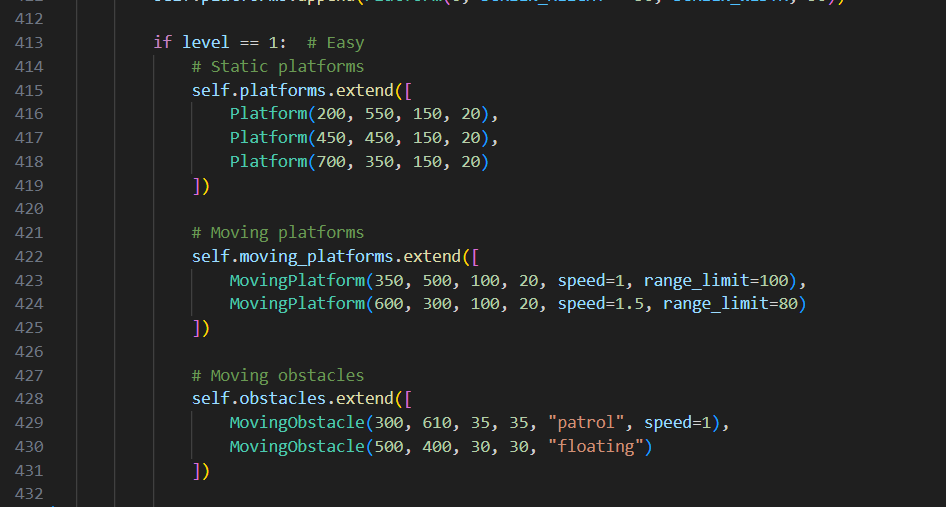 412
413 if level == 1:  # Easy
414 # Static platforms
415 self.platforms.extend([
416 Platform(200, 550, 150, 20),
417 Platform(450, 450, 150, 20),
418 Platform(700, 350, 150, 20)
419 ])
420
421 # Moving platforms
422 self.moving_platforms.extend([
423 MovingPlatform(350, 500, 100, 20, speed=1, range_limit=100),
424 MovingPlatform(600, 300, 100, 20, speed=1.5, range_limit=80)
425 ])
426
427 # Moving obstacles
428 self.obstacles.extend([
429 MovingObstacle(300, 610, 35, 35, "patrol", speed=1),
430 MovingObstacle(500, 400, 30, 30, "floating")
431 ])
432